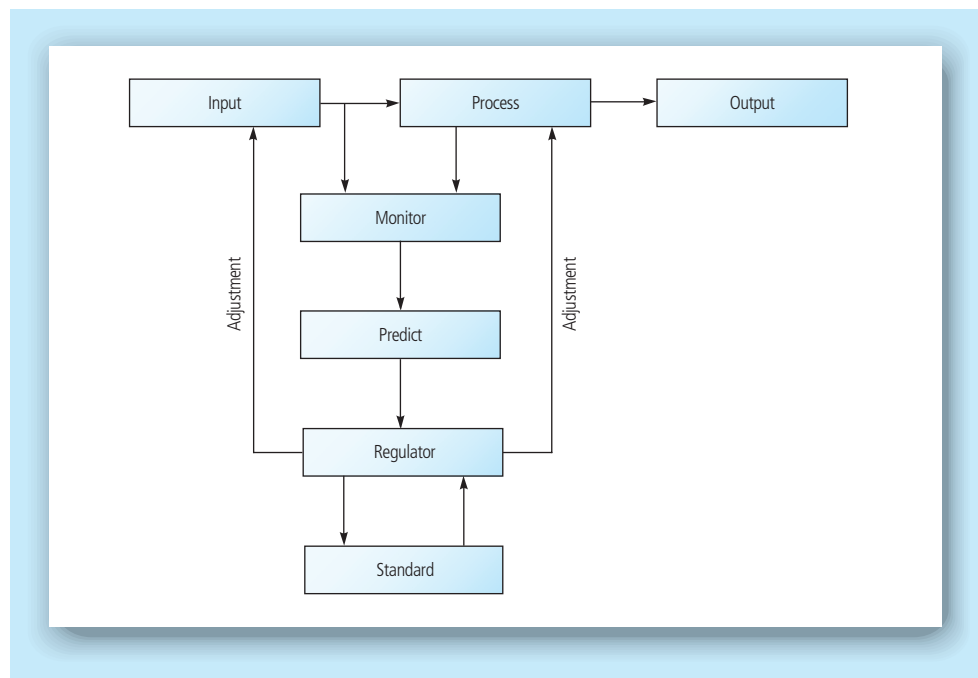 Input
Process
Output
Monitor
Adjustment
Adjustment
Predict
Regulator
Standard